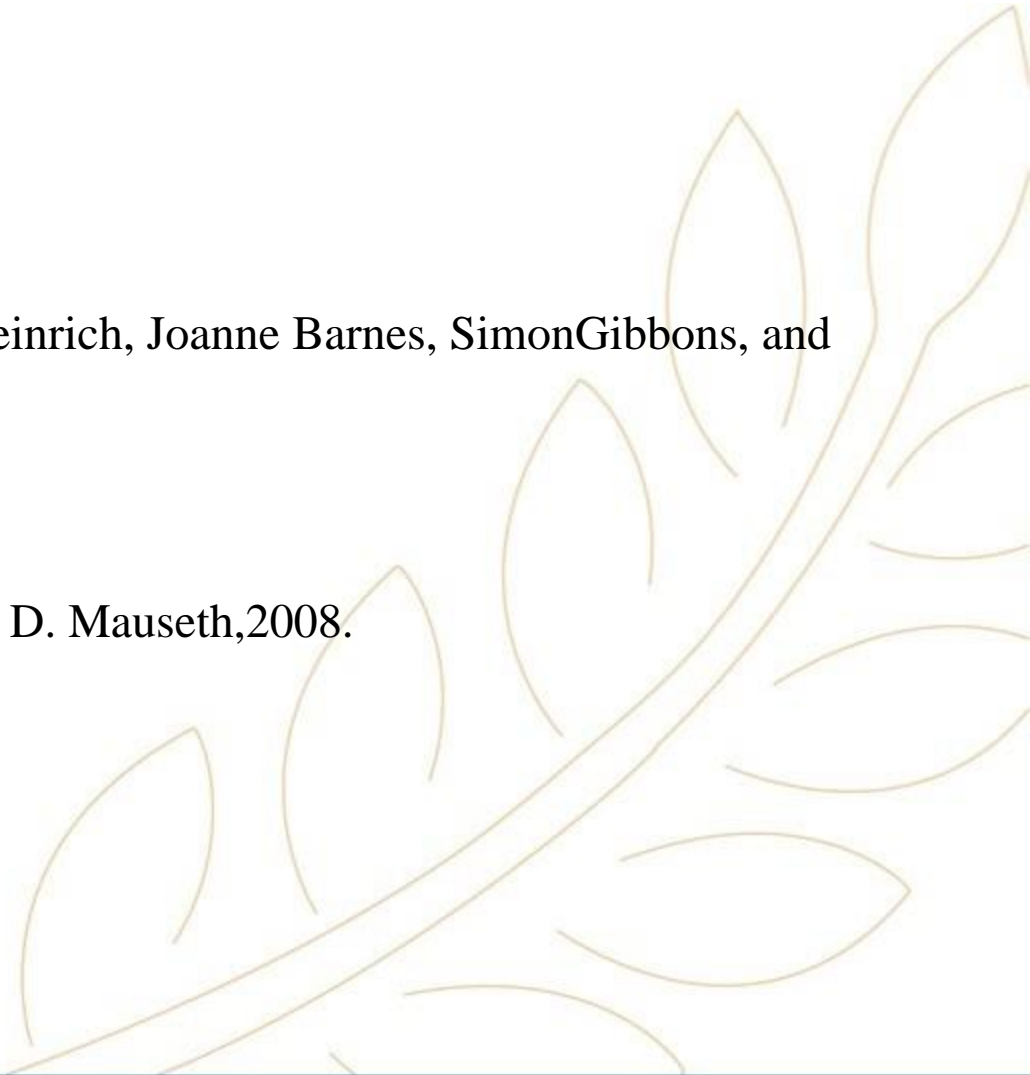 einrich, Joanne Barnes, SimonGibbons, and
D. Mauseth,2008.